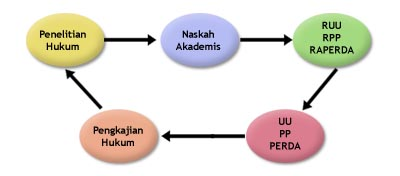 Penelitian
Hukum
Naskah
Akademis
RUU
RPP
RAPERDA
UU
PP
PERDA
Pengkajian
Hukum